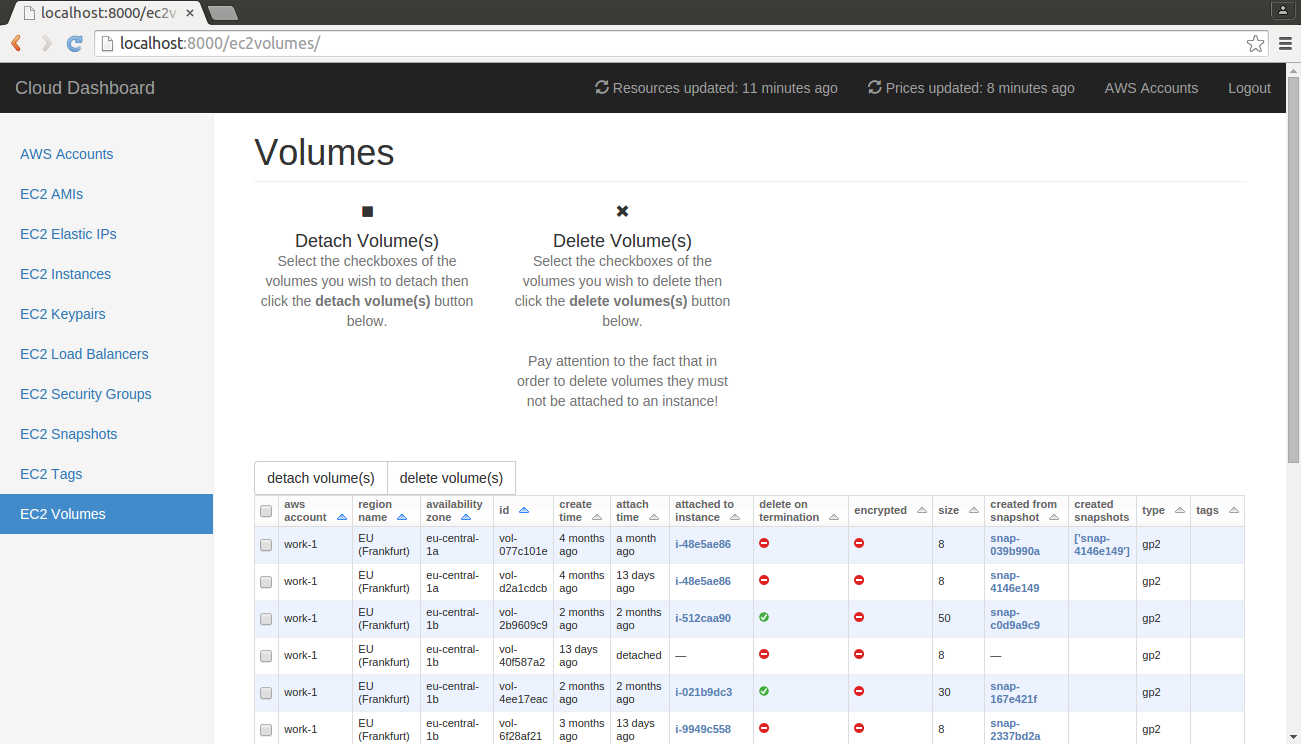 localhost:8000/ec2v
localhost:8000/ec2volumes/
Cloud Dashboard
Resources updated: 11 minutes ago
Prices updated: 8 minutes ago
AWS Accounts
Logout
AWS Accounts
EC2 AMIs
EC2 Elastic IPs
EC2 Instances
EC2 Keypairs
EC2 Load Balancers
EC2 Security Groups
EC2 Snapshots
EC2 Tags
EC2 Volumes
Volumes
Detach Volume(s)
Select the checkboxes of the
volumes you wish to detach then
click the detach volume(s) button
below.
Delete Volume(s)
Select the checkboxes of the
volumes you wish to delete then
click the delete volumes(s) button
below.
Pay attention to the fact that in
order to delete volumes they must
not be attached to an instance!
detach volume(s) delete volume(s)
aws account region name availability zone id create time attach time attached to instance delete on termination encrypted size created from snapshot created snapshots type tags
work-1 EU (Frankfurt) eu-central-1a vol-077c101e 4 months ago a month ago i-48e5ae86 8 snap-039b990a ['snap-4146e149'] gp2
work-1 EU (Frankfurt) eu-central-1a vol-d2a1cdcb 4 months ago 13 days ago i-48e5ae86 8 snap-4146e149 gp2
work-1 EU (Frankfurt) eu-central-1b vol-2b9609c9 2 months ago 2 months ago i-512caa90 50 snap-c0d9a9c9 gp2
work-1 EU (Frankfurt) eu-central-1b vol-40f587a2 13 days ago detached — 8 — gp2
work-1 EU (Frankfurt) eu-central-1b vol-4ee17eac 2 months ago 2 months ago i-021b9dc3 30 snap-167e421f gp2
work-1 EU (Frankfurt) eu-central-1b vol-6f28af21 3 months ago 13 days ago i-9949c558 8 snap-2337bd2a gp2